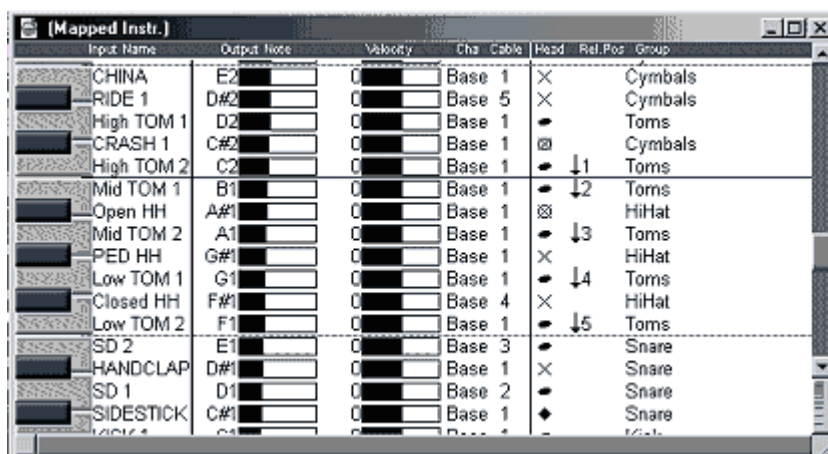 (Mapped Instr.)
Input Name Output Note Velocity Cha Cable Head Rel.Pos Group
CHINA E2 0 Base 1 Cymbals
RIDE 1 D#2 0 Base 5 Cymbals
High TOM 1 D2 0 Base 1 Toms
CRASH 1 C#2 0 Base 1 Cymbals
High TOM 2 C2 0 Base 1 ↓1 Toms
Mid TOM 1 B1 0 Base 1 ↓2 Toms
Open HH A#1 0 Base 1 HiHat
Mid TOM 2 A1 0 Base 1 ↓3 Toms
PED HH G#1 0 Base 1 HiHat
Low TOM 1 G1 0 Base 1 ↓4 Toms
Closed HH F#1 0 Base 4 HiHat
Low TOM 2 F1 0 Base 1 ↓5 Toms
SD 2 E1 0 Base 3 Snare
HANDCLAP D#1 0 Base 1 Snare
SD 1 D1 0 Base 2 Snare
SIDESTICK C#1 0 Base 1 Snare